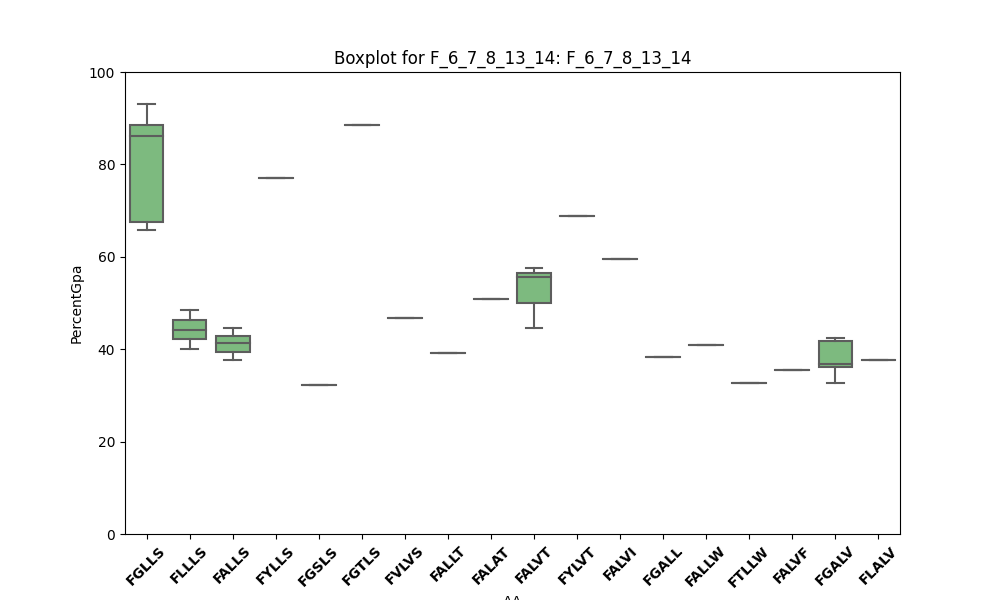 Boxplot for F_6_7_8_13_14: F_6_7_8_13_14
100
80
60
40
20
0
PercentGpa
FGLLS
FLLLS
FALLS
FYLLS
FGSLS
FGTLS
FVLVS
FALLT
FALAT
FALVT
FYLVT
FALVI
FGALL
FALLW
FTLLW
FALVF
FGALV
FLALV
AA